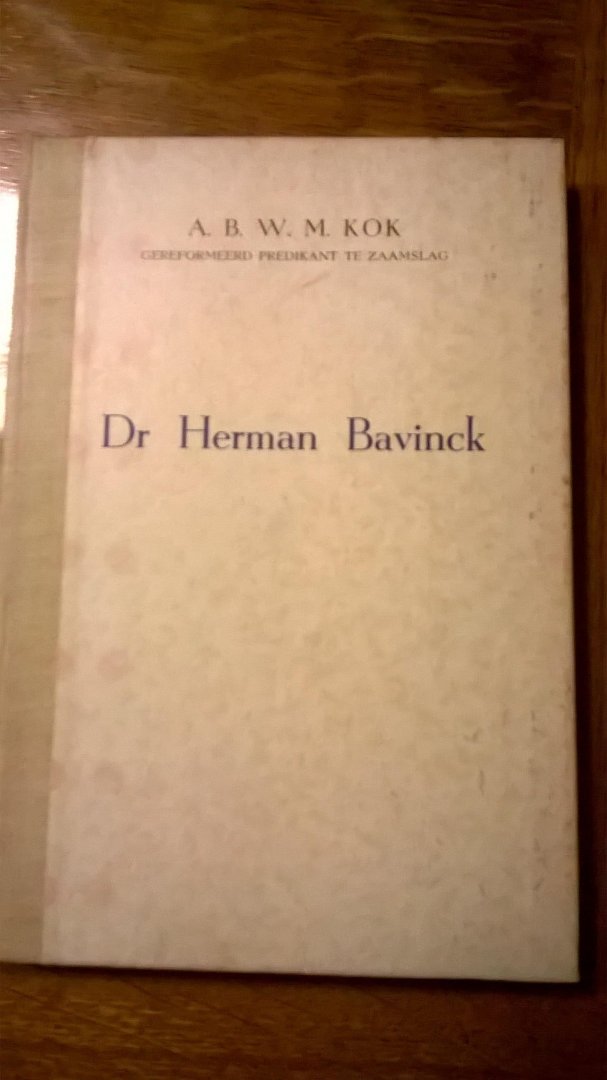 A. B. W. M. KOK
GEREFORMEERD PREDIKANT TE ZAAMSLAG
Dr Herman Bavinck